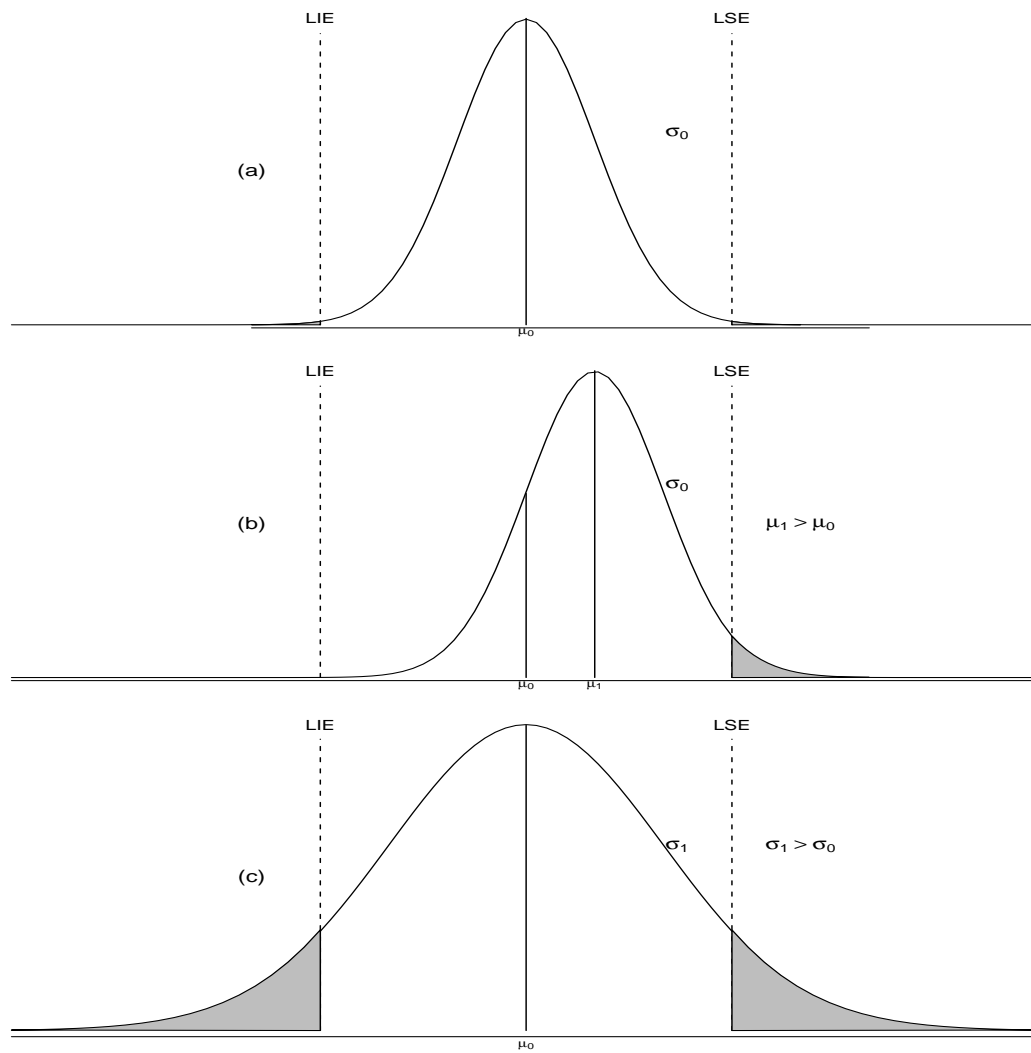 LIE LSE
σ₀
(a)
μ₀
LIE LSE
σ₀
(b) μ₁ > μ₀
μ₀ μ₁
LIE LSE
σ₁ σ₁ > σ₀
(c)
μ₀